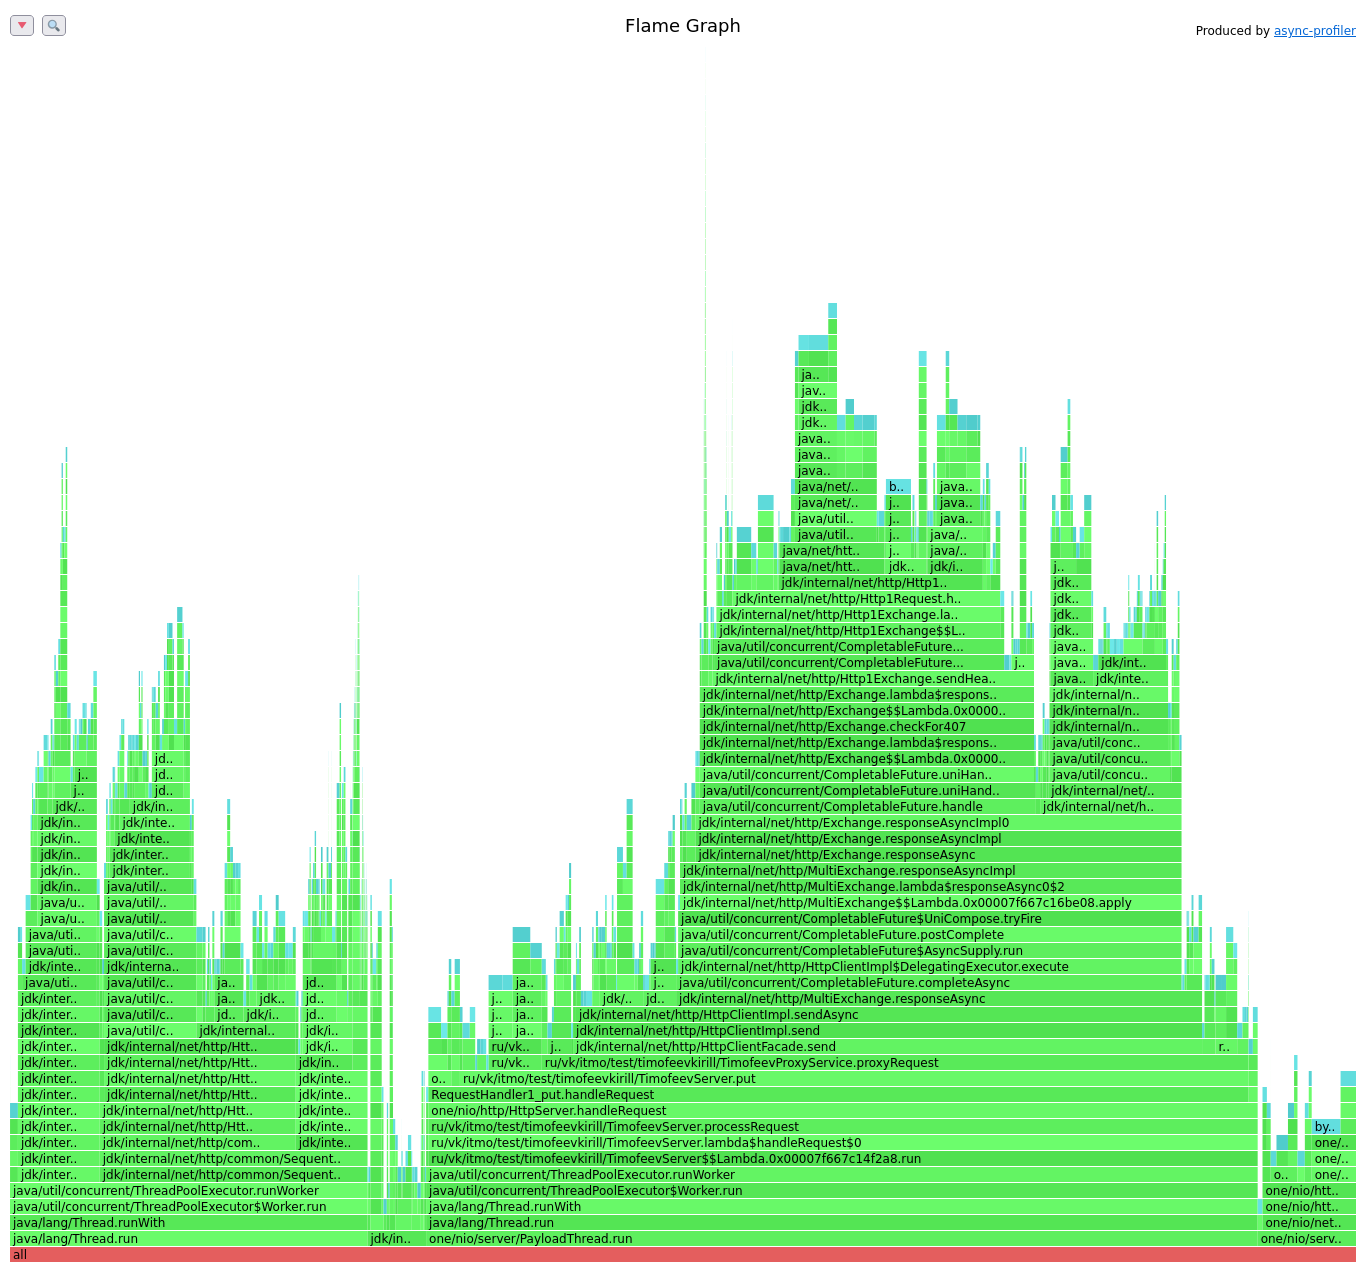 Flame Graph
Produced by async-profiler
ja..
jav..
jdk..
jdk..
java..
java..
java..
java/net/.. b.. java..
java/net/.. j.. java..
java/util.. j.. java..
java/util.. j.. java/..
java/net/htt.. j.. java/..
java/net/htt.. jdk.. jdk/i.. j..
jdk/internal/net/http/Http1.. jdk..
jdk/internal/net/http/Http1Request.h.. jdk..
jdk/internal/net/http/Http1Exchange.la.. jdk..
jdk/internal/net/http/Http1Exchange$$L.. jdk..
java/util/concurrent/CompletableFuture... java..
java/util/concurrent/CompletableFuture... j.. java.. jdk/int..
jdk/internal/net/http/Http1Exchange.sendHea.. java.. jdk/inte..
jdk/internal/net/http/Exchange.lambda$respons.. jdk/internal/n..
jdk/internal/net/http/Exchange$$Lambda.0x0000.. jdk/internal/n..
jdk/internal/net/http/Exchange.checkFor407 jdk/internal/n..
jdk/internal/net/http/Exchange.lambda$respons.. java/util/conc..
jd.. jdk/internal/net/http/Exchange$$Lambda.0x0000.. java/util/concu..
j.. jd.. java/util/concurrent/CompletableFuture.uniHan.. java/util/concu..
j.. jd.. java/util/concurrent/CompletableFuture.uniHand.. jdk/internal/net/..
jdk/.. jdk/in.. java/util/concurrent/CompletableFuture.handle jdk/internal/net/h..
jdk/in.. jdk/inte.. jdk/internal/net/http/Exchange.responseAsyncImpl0
jdk/in.. jdk/inte.. jdk/internal/net/http/Exchange.responseAsyncImpl
jdk/in.. jdk/inter.. jdk/internal/net/http/Exchange.responseAsync
jdk/in.. jdk/inter.. jdk/internal/net/http/MultiExchange.responseAsyncImpl
jdk/in.. java/util/.. jdk/internal/net/http/MultiExchange.lambda$responseAsync0$2
java/u.. java/util/.. jdk/internal/net/http/MultiExchange$$Lambda.0x00007f667c16be08.apply
java/u.. java/util/.. java/util/concurrent/CompletableFuture$UniCompose.tryFire
java/uti.. java/util/c.. java/util/concurrent/CompletableFuture.postComplete
java/uti.. java/util/c.. java/util/concurrent/CompletableFuture$AsyncSupply.run
jdk/inte.. jdk/interna.. j.. jdk/internal/net/http/HttpClientImpl$DelegatingExecutor.execute
java/uti.. java/util/c.. ja.. jd.. ja.. j.. java/util/concurrent/CompletableFuture.completeAsync
jdk/inter.. java/util/c.. ja.. jdk.. jd.. j.. ja.. jdk/.. jd.. jdk/internal/net/http/MultiExchange.responseAsync
jdk/inter.. java/util/c.. jd.. jdk/i.. jd.. j.. ja.. jdk/internal/net/http/HttpClientImpl.sendAsync
jdk/inter.. java/util/c.. jdk/internal.. jdk/i.. j.. ja.. jdk/internal/net/http/HttpClientImpl.send
jdk/inter.. jdk/internal/net/http/Htt.. jdk/i.. ru/vk.. j.. jdk/internal/net/http/HttpClientFacade.send r..
jdk/inter.. jdk/internal/net/http/Htt.. jdk/in.. ru/vk.. ru/vk/itmo/test/timofeevkirill/TimofeevProxyService.proxyRequest
jdk/inter.. jdk/internal/net/http/Htt.. jdk/inte.. o.. ru/vk/itmo/test/timofeevkirill/TimofeevServer.put
jdk/inter.. jdk/internal/net/http/Htt.. jdk/inte.. RequestHandler1_put.handleRequest
jdk/inter.. jdk/internal/net/http/Htt.. jdk/inte.. one/nio/http/HttpServer.handleRequest
jdk/inter.. jdk/internal/net/http/Htt.. jdk/inte.. ru/vk/itmo/test/timofeevkirill/TimofeevServer.processRequest by..
jdk/inter.. jdk/internal/net/http/com.. jdk/inte.. ru/vk/itmo/test/timofeevkirill/TimofeevServer.lambda$handleRequest$0 one/..
jdk/inter.. jdk/internal/net/http/common/Sequent.. ru/vk/itmo/test/timofeevkirill/TimofeevServer$$Lambda.0x00007f667c14f2a8.run one/..
jdk/inter.. jdk/internal/net/http/common/Sequent.. java/util/concurrent/ThreadPoolExecutor.runWorker o.. one/..
java/util/concurrent/ThreadPoolExecutor.runWorker java/util/concurrent/ThreadPoolExecutor$Worker.run one/nio/htt..
java/util/concurrent/ThreadPoolExecutor$Worker.run java/lang/Thread.runWith one/nio/htt..
java/lang/Thread.runWith java/lang/Thread.run one/nio/net..
java/lang/Thread.run jdk/in.. one/nio/server/PayloadThread.run one/nio/serv..
all